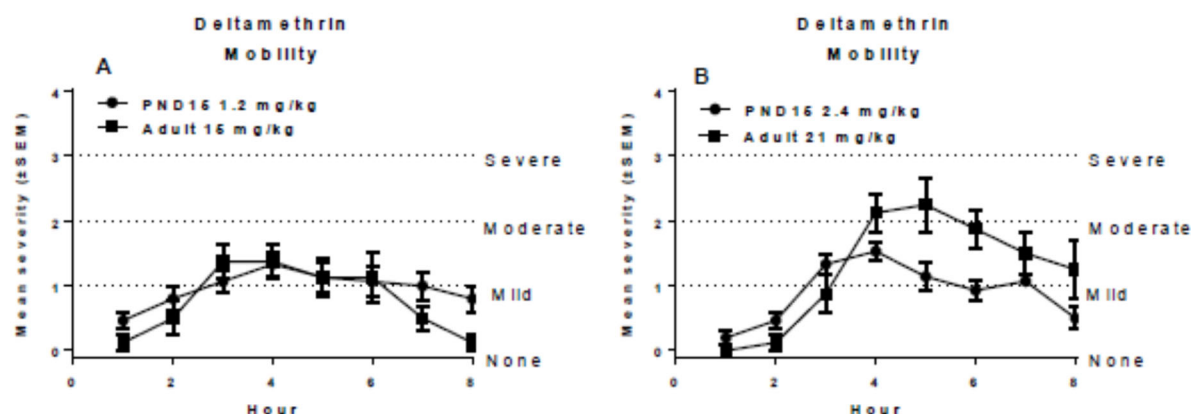 Deltamethrin
Mobility
A
PND15 1.2 mg/kg
Adult 15 mg/kg
Mean severity (±SEM)
4
3
2
1
0
Severe
Moderate
Mild
None
0 2 4 6 8
Hour
Deltamethrin
Mobility
B
PND15 2.4 mg/kg
Adult 21 mg/kg
Mean severity (±SEM)
4
3
2
1
0
Severe
Moderate
Mild
None
0 2 4 6 8
Hour